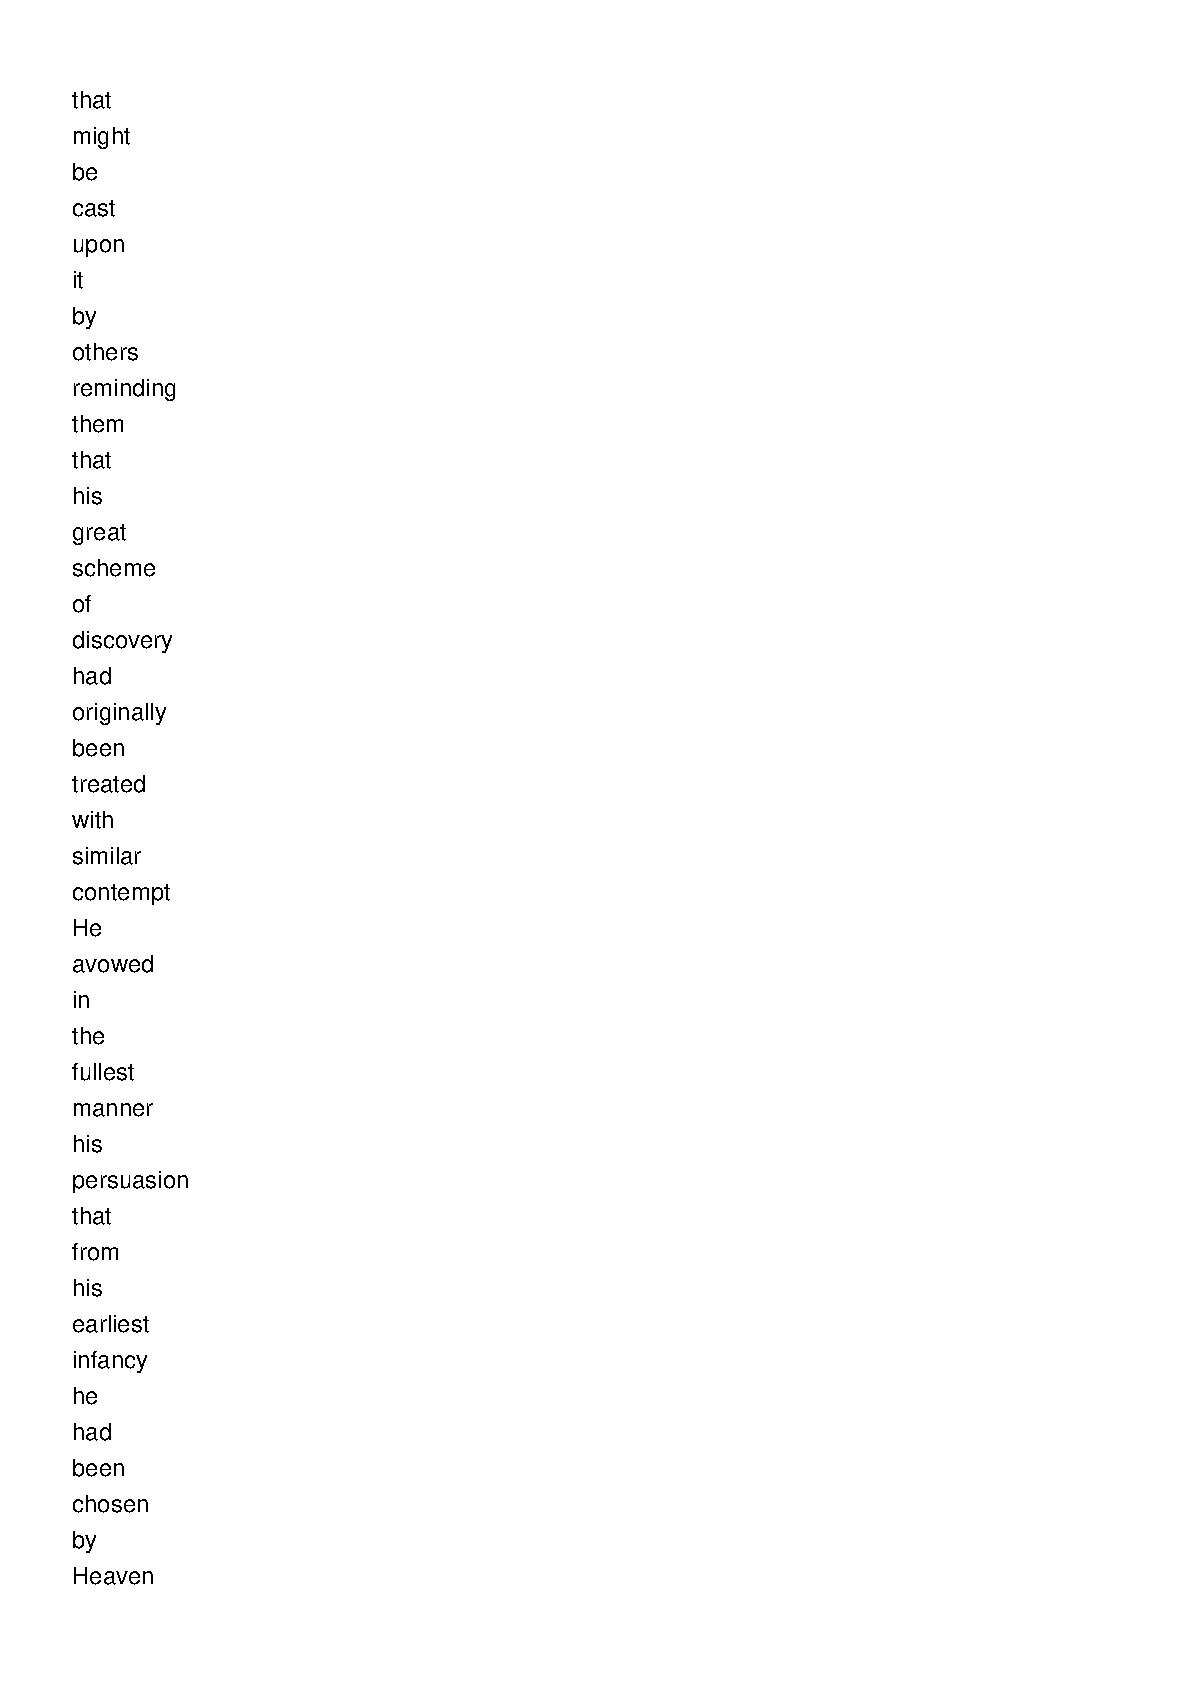 that
might
be
cast
upon
it
by
others
reminding
them
that
his
great
scheme
of
discovery
had
originally
been
treated
with
similar
contempt
He
avowed
in
the
fullest
manner
his
persuasion
that
from
his
earliest
infancy
he
had
been
chosen
by
Heaven